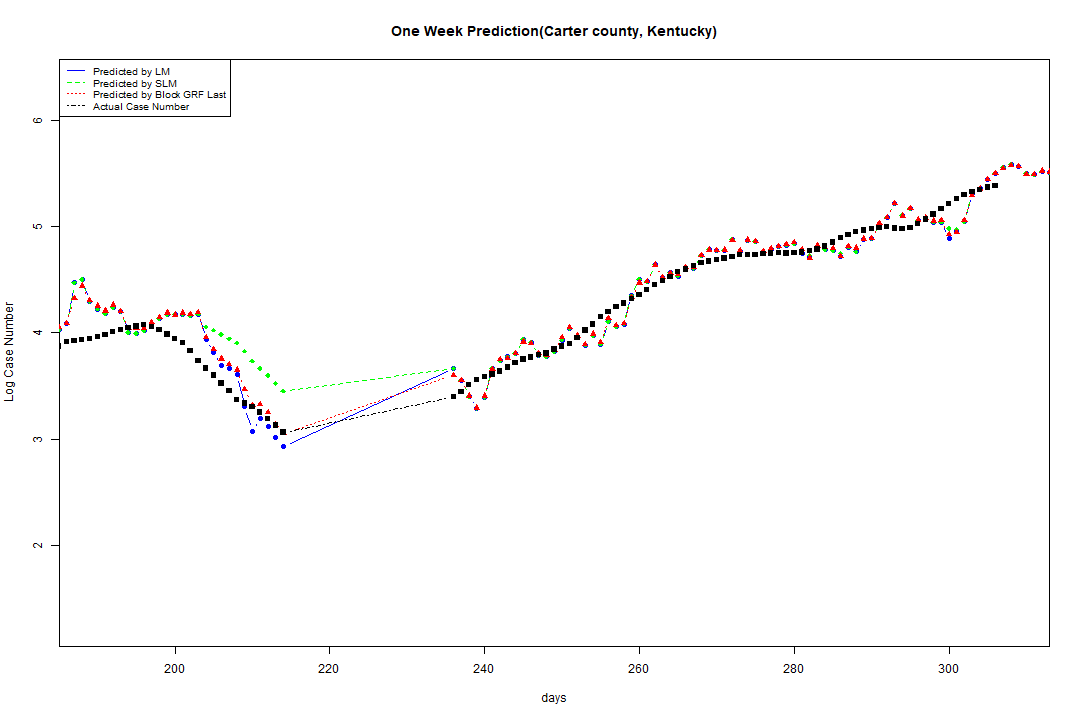 One Week Prediction(Carter county, Kentucky)
Predicted by LM
Predicted by SLM
Predicted by Block GRF Last
Actual Case Number
6
5
4
3
2
Log Case Number
200 220 240 260 280 300
days